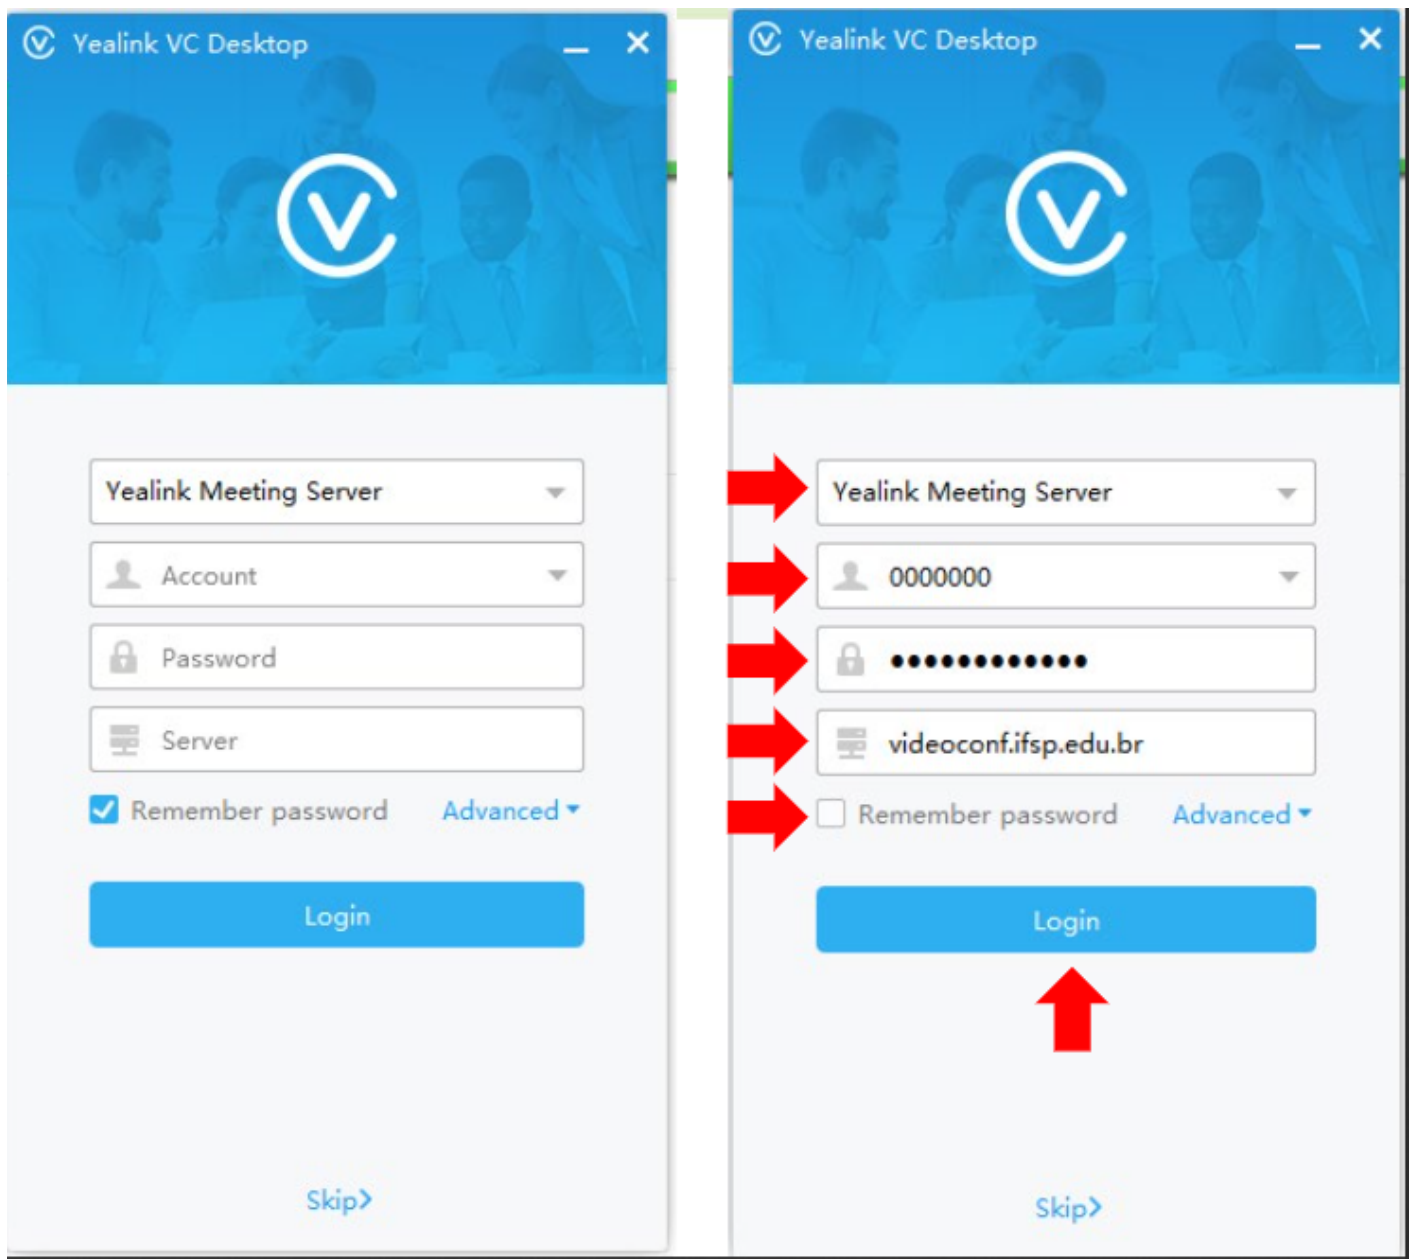 Yealink VC Desktop
Yealink Meeting Server
Account
Password
Server
Remember password Advanced
Login
Skip
Yealink VC Desktop
Yealink Meeting Server
0000000
••••••••••••
videoconf.ifsp.edu.br
Remember password Advanced
Login
Skip